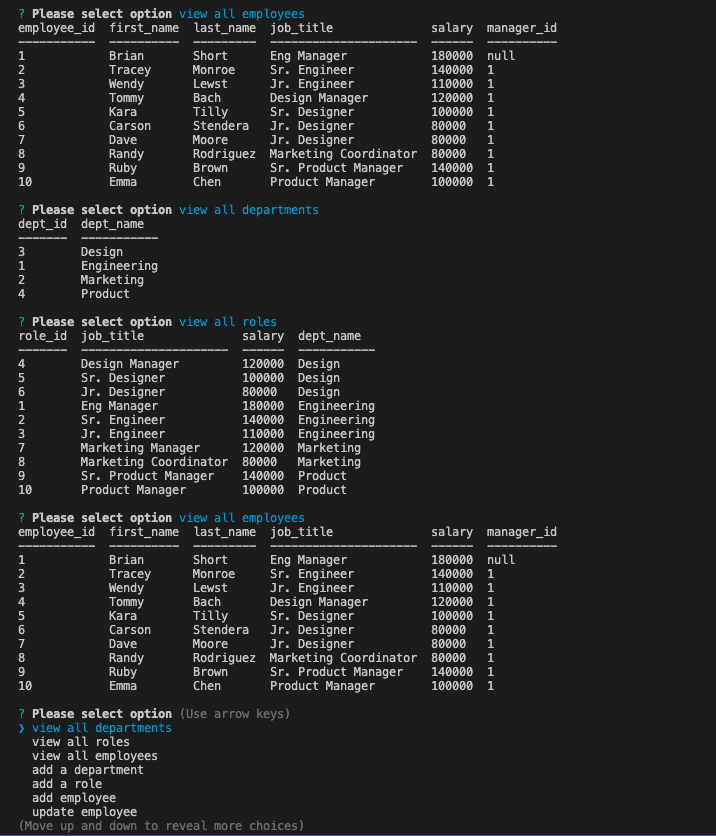 ? Please select option view all employees
employee_id  first_name  last_name  job_title              salary  manager_id
-----------  ----------  ---------  ---------------------  ------  ----------
1            Brian       Short      Eng Manager            180000  null
2            Tracey      Monroe     Sr. Engineer           140000  1
3            Wendy       Lewst      Jr. Engineer           110000  1
4            Tommy       Bach       Design Manager         120000  1
5            Kara        Tilly      Sr. Designer           100000  1
6            Carson      Stendera   Jr. Designer           80000   1
7            Dave        Moore      Jr. Designer           80000   1
8            Randy       Rodriguez  Marketing Coordinator  80000   1
9            Ruby        Brown      Sr. Product Manager    140000  1
10           Emma        Chen       Product Manager        100000  1
? Please select option view all departments
dept_id  dept_name
-------  -----------
3        Design
1        Engineering
2        Marketing
4        Product
? Please select option view all roles
role_id  job_title              salary  dept_name
-------  ---------------------  ------  -----------
4        Design Manager         120000  Design
5        Sr. Designer           100000  Design
6        Jr. Designer           80000   Design
1        Eng Manager            180000  Engineering
2        Sr. Engineer           140000  Engineering
3        Jr. Engineer           110000  Engineering
7        Marketing Manager      120000  Marketing
8        Marketing Coordinator  80000   Marketing
9        Sr. Product Manager    140000  Product
10       Product Manager        100000  Product
? Please select option view all employees
employee_id  first_name  last_name  job_title              salary  manager_id
-----------  ----------  ---------  ---------------------  ------  ----------
1            Brian       Short      Eng Manager            180000  null
2            Tracey      Monroe     Sr. Engineer           140000  1
3            Wendy       Lewst      Jr. Engineer           110000  1
4            Tommy       Bach       Design Manager         120000  1
5            Kara        Tilly      Sr. Designer           100000  1
6            Carson      Stendera   Jr. Designer           80000   1
7            Dave        Moore      Jr. Designer           80000   1
8            Randy       Rodriguez  Marketing Coordinator  80000   1
9            Ruby        Brown      Sr. Product Manager    140000  1
10           Emma        Chen       Product Manager        100000  1
? Please select option (Use arrow keys)
❯ view all departments
  view all roles
  view all employees
  add a department
  add a role
  add employee
  update employee
(Move up and down to reveal more choices)